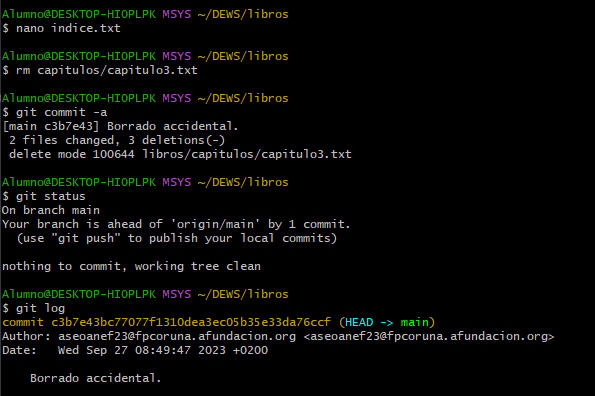 Alumno@DESKTOP-HIOPLPK MSYS ~/DEWS/libros
$ nano indice.txt
Alumno@DESKTOP-HIOPLPK MSYS ~/DEWS/libros
$ rm capitulos/capitulo3.txt
Alumno@DESKTOP-HIOPLPK MSYS ~/DEWS/libros
$ git commit -a
[main c3b7e43] Borrado accidental.
2 files changed, 3 deletions(-)
delete mode 100644 libros/capitulos/capitulo3.txt
Alumno@DESKTOP-HIOPLPK MSYS ~/DEWS/libros
$ git status
On branch main
Your branch is ahead of 'origin/main' by 1 commit.
(use "git push" to publish your local commits)
nothing to commit, working tree clean
Alumno@DESKTOP-HIOPLPK MSYS ~/DEWS/libros
$ git log
commit c3b7e43bc77077f1310dea3ec05b35e33da76ccf (HEAD -> main)
Author: aseoanef23@fpcoruna.afundacion.org <aseoanef23@fpcoruna.afundacion.org>
Date:   Wed Sep 27 08:49:47 2023 +0200
Borrado accidental.